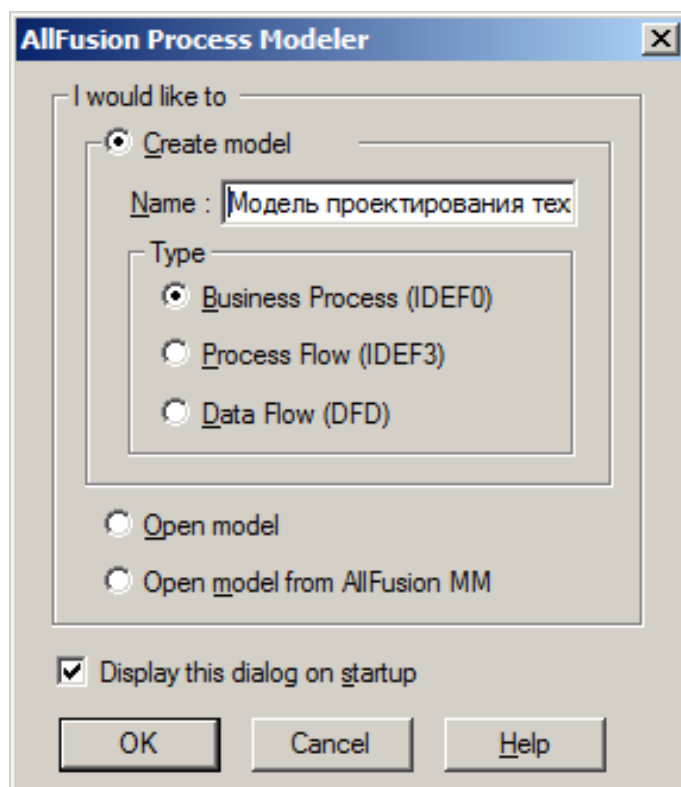 AllFusion Process Modeler
I would like to
Create model
Name : Модель проектирования тех
Type
Business Process (IDEF0)
Process Flow (IDEF3)
Data Flow (DFD)
Open model
Open model from AllFusion MM
Display this dialog on startup
OK Cancel Help